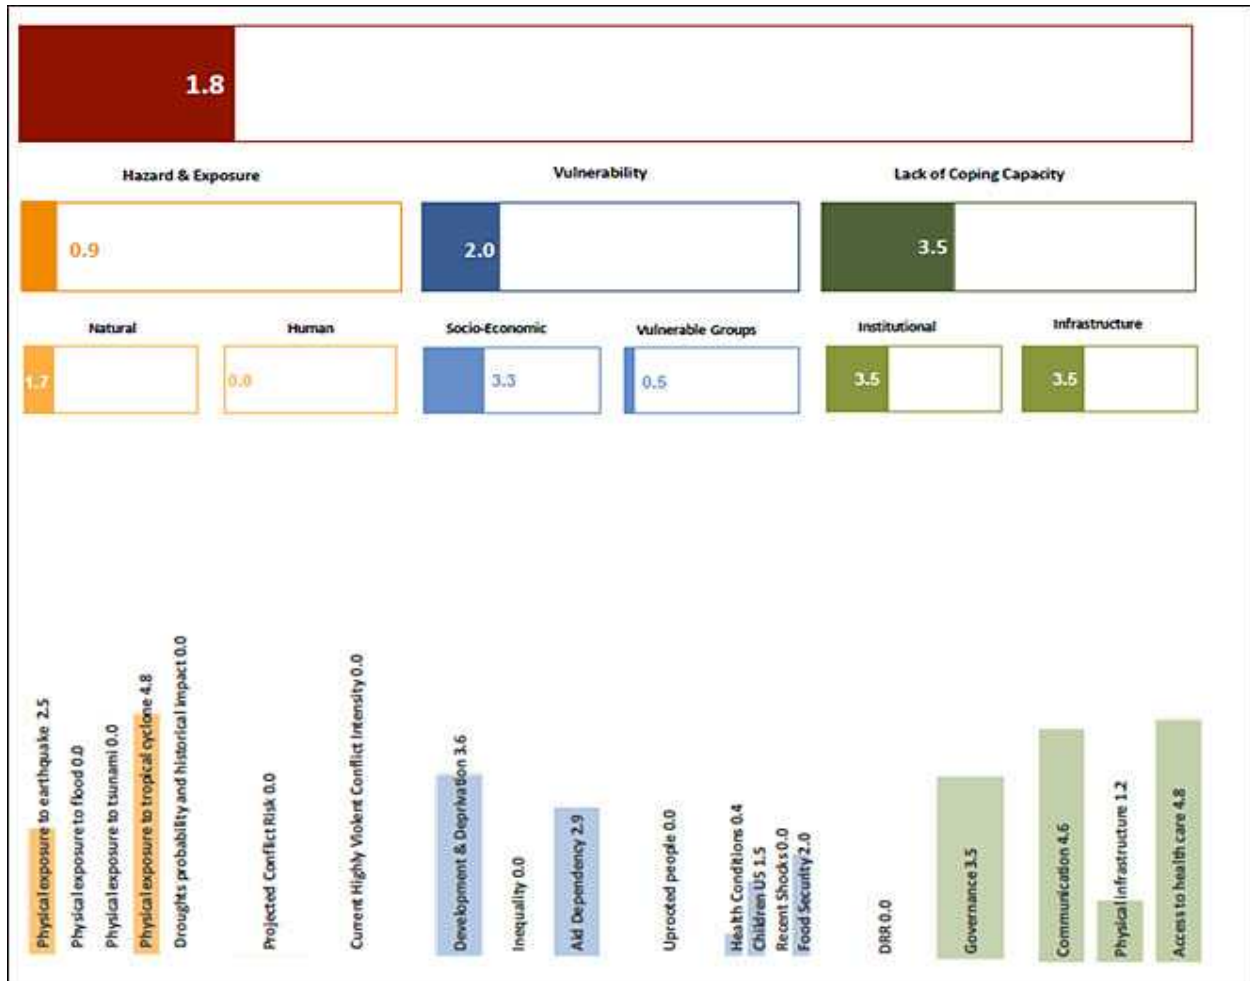 1.8
Hazard & Exposure
Vulnerability
Lack of Coping Capacity
0.9
2.0
3.5
Natural
Human
Socio-Economic
Vulnerable Groups
Institutional
Infrastructure
1.7
0.0
3.3
0.5
3.5
3.5
Physical exposure to earthquake 2.5
Physical exposure to flood 0.0
Physical exposure to tsunami 0.0
Physical exposure to tropical cyclone 4.8
Droughts probability and historical impact 0.0
Projected Conflict Risk 0.0
Current Highly Violent Conflict Intensity 0.0
Development & Deprivation 3.6
Inequality 0.0
Aid Dependency 2.9
Uprooted people 0.0
Health Conditions 0.4
Children U5 1.5
Recent Shocks 0.0
Food Security 2.0
DRR 0.0
Governance 3.5
Communication 4.6
Physical infrastructure 1.2
Access to health care 4.8